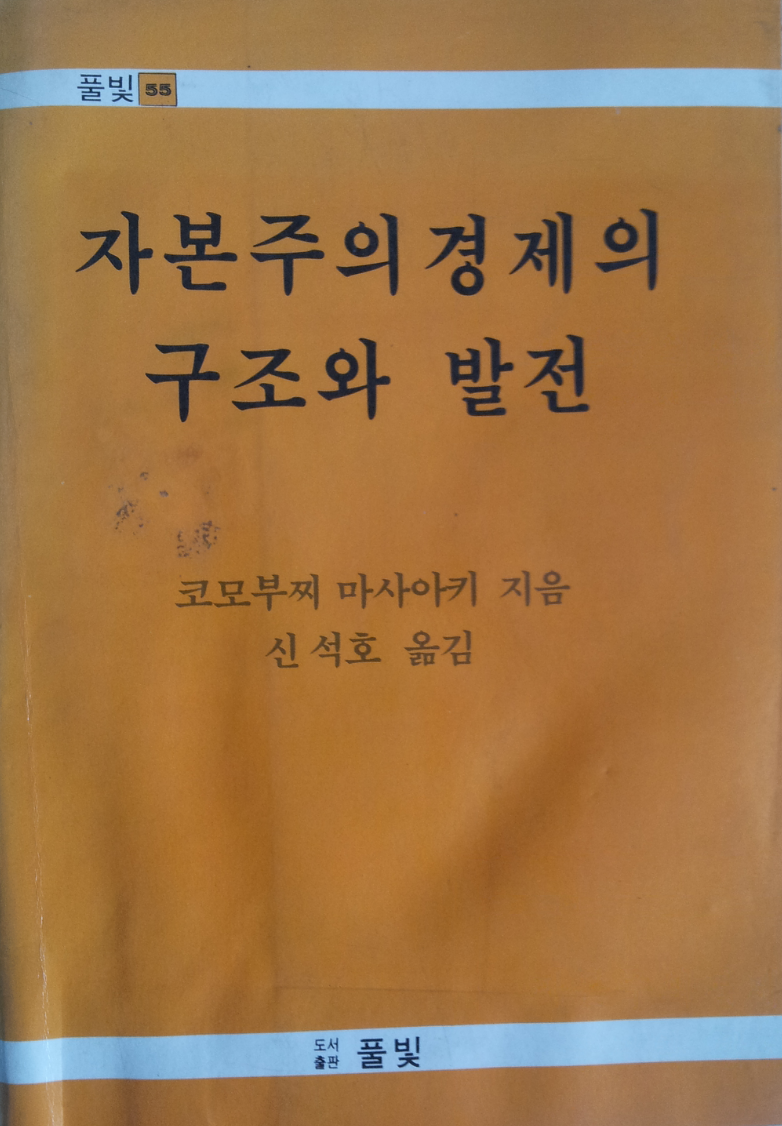 풀빛 55
자본주의경제의
구조와 발전
코모부찌 마사아키 지음
신석호 옮김
도서
출판 풀빛